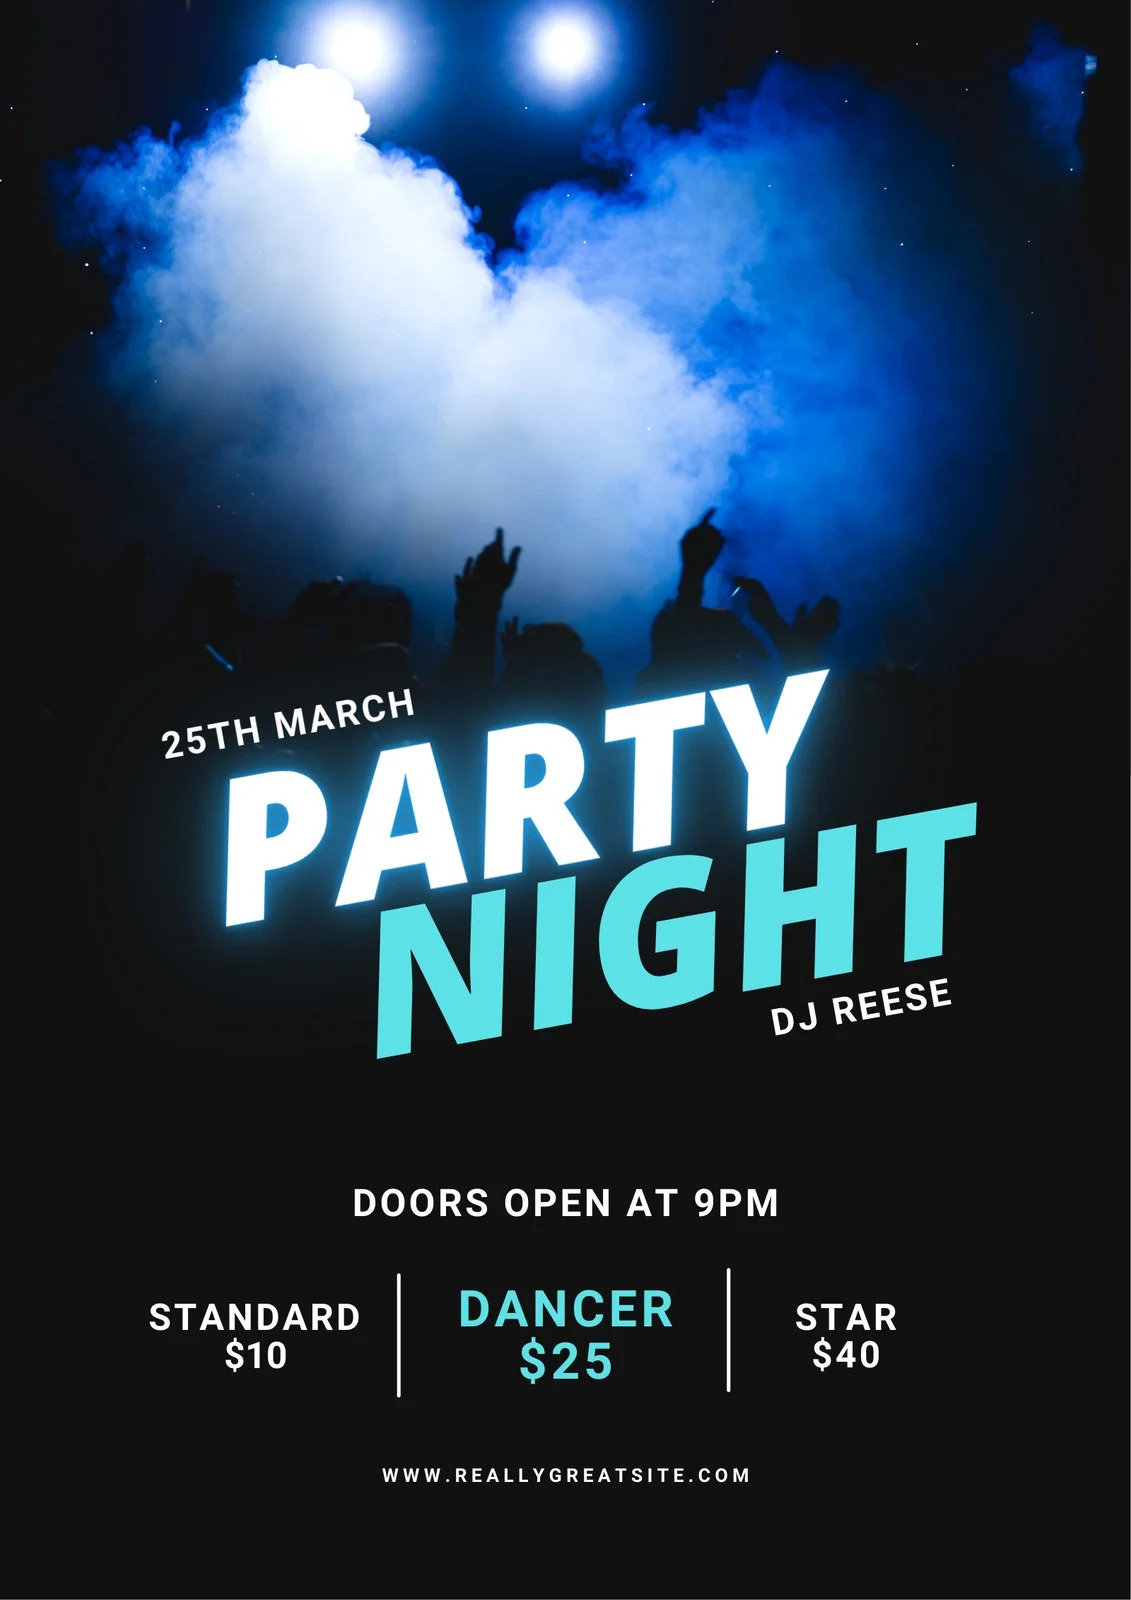 25TH MARCH
PARTY
NIGHT
DJ REESE
DOORS OPEN AT 9PM
STANDARD
$10
DANCER
$25
STAR
$40
WWW.REALLYGREATSITE.COM